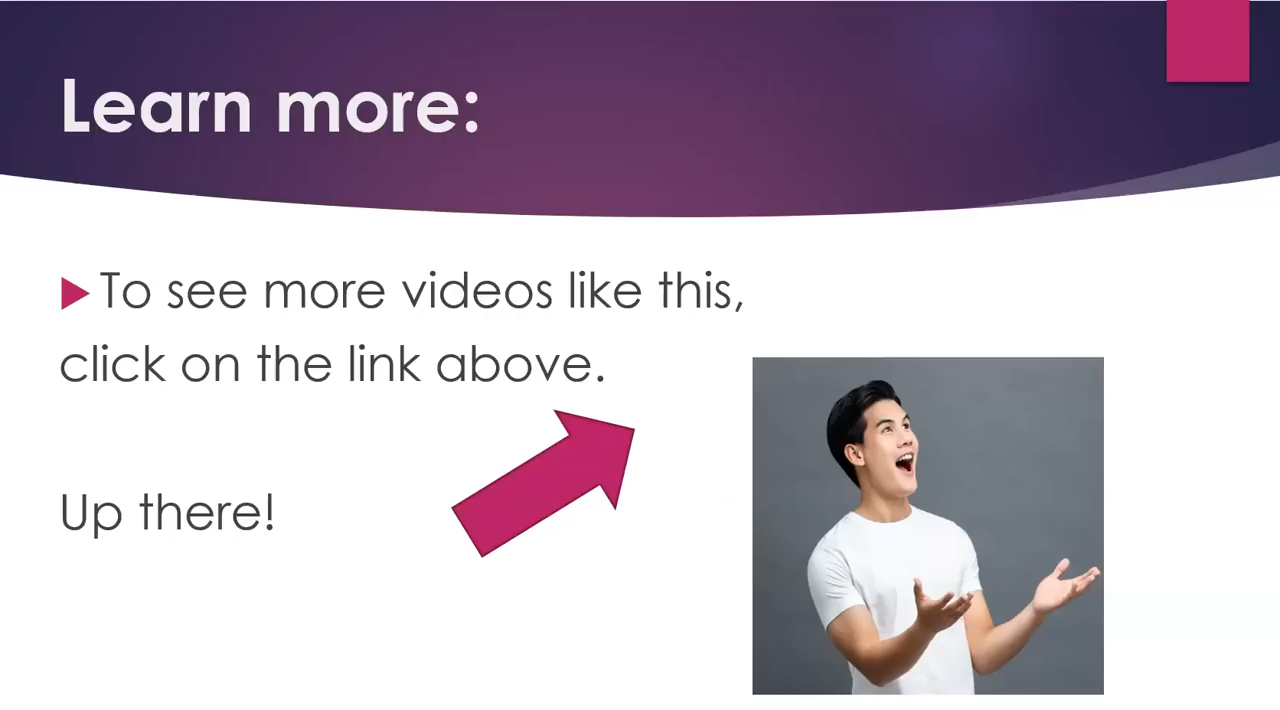 Learn more:
To see more videos like this,
click on the link above.
Up there!